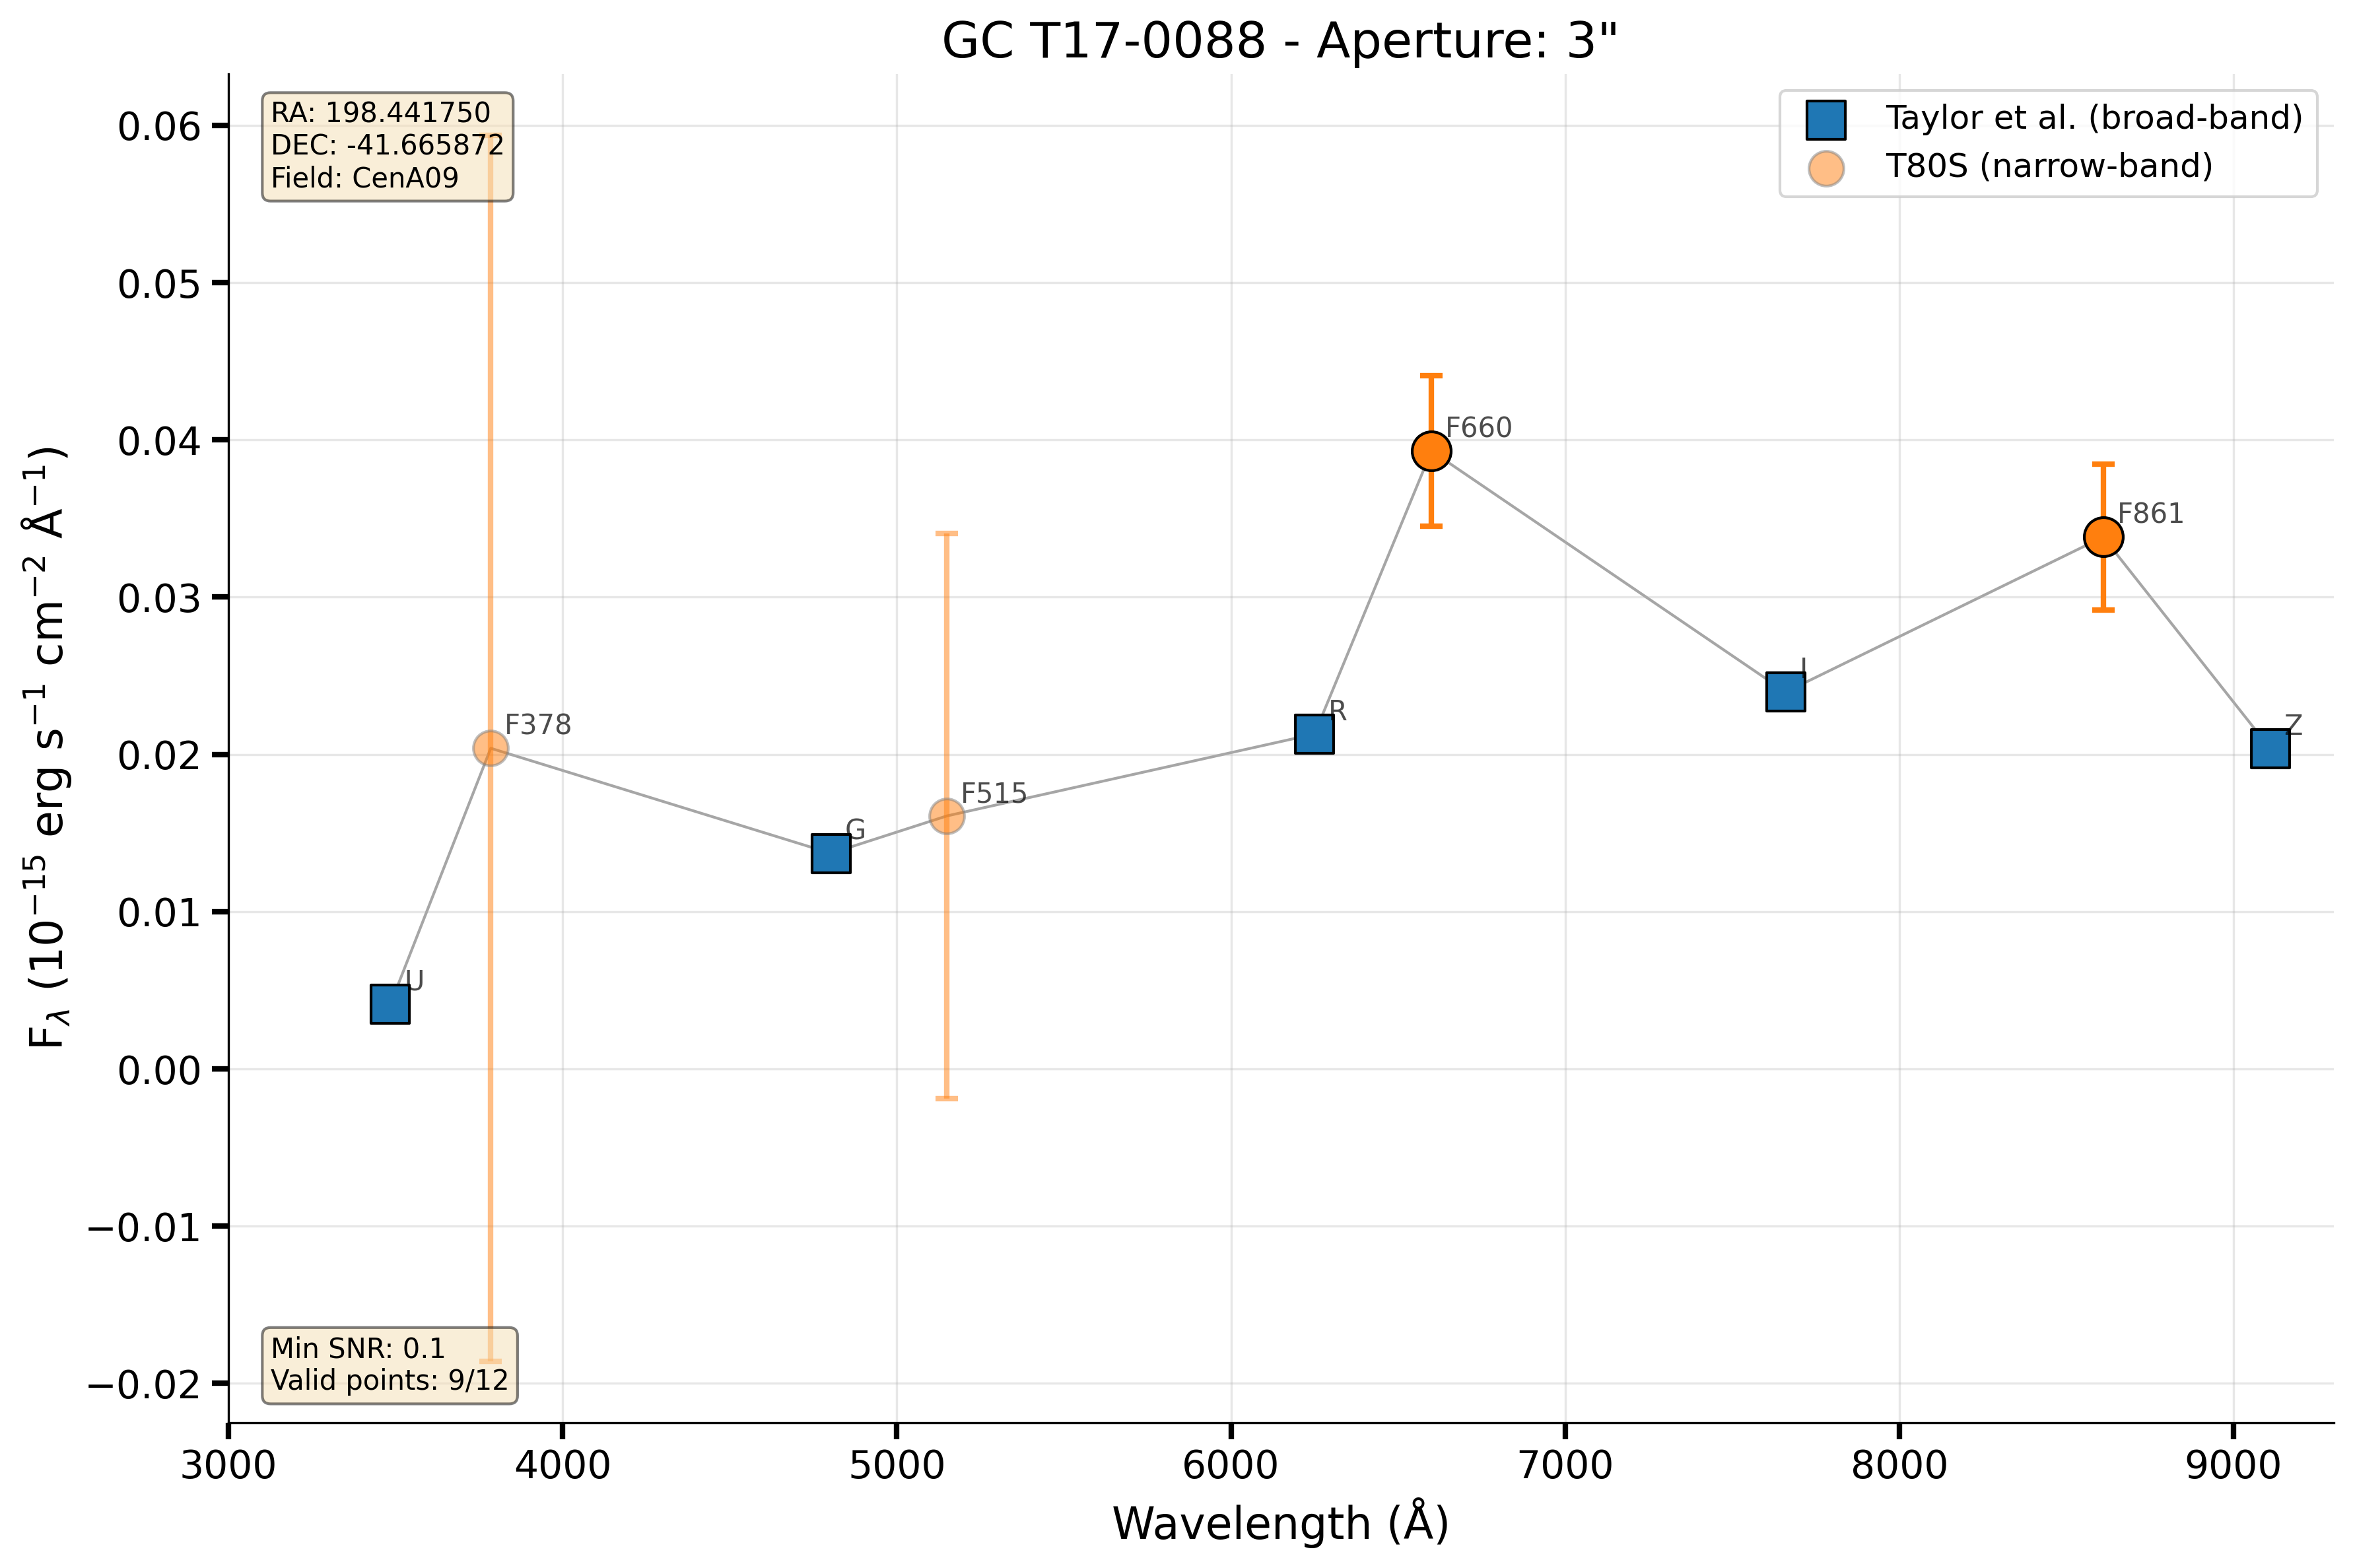 GC T17-0088 - Aperture: 3"
RA: 198.441750
DEC: -41.665872
Field: CenA09
Taylor et al. (broad-band)
T80S (narrow-band)
0.06
0.05
0.04
0.03
0.02
0.01
0.00
−0.01
−0.02
F660
F861
I
R
Z
F378
F515
G
U
Min SNR: 0.1
Valid points: 9/12
3000 4000 5000 6000 7000 8000 9000
Wavelength (Å)
F_λ (10⁻¹⁵ erg s⁻¹ cm⁻² Å⁻¹)